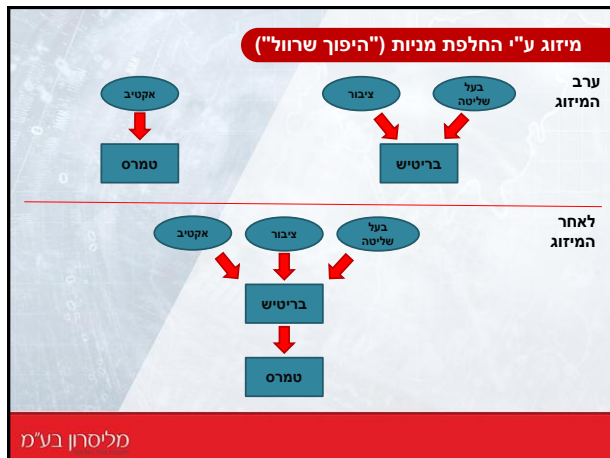 מיזוג ע"י החלפת מניות ("היפוך שרוול")
ערב
המיזוג
בעל
שליטה
ציבור
אקטיב
בריטיש
טמרס
לאחר
המיזוג
בעל
שליטה
ציבור
אקטיב
בריטיש
טמרס
מליסרון בע"מ